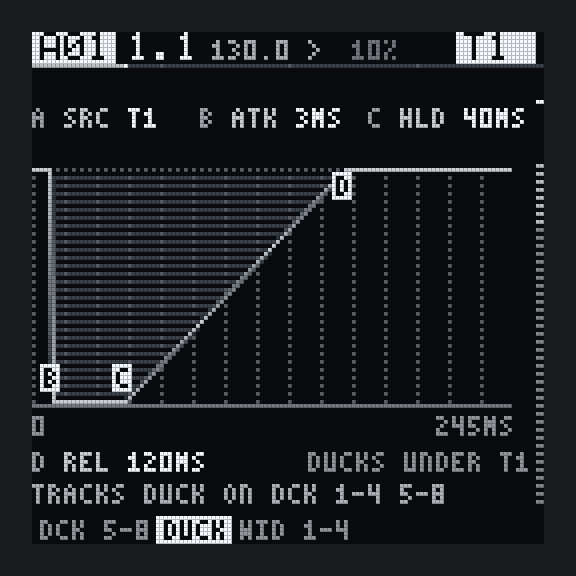 A01 1.1 130.0 > 10% T1
A SRC T1 B ATK 3MS C HLD 40MS
D
B C
0 245MS
D REL 120MS DUCKS UNDER T1
TRACKS DUCK ON DCK 1-4 5-8
DCK 5-8 DUCK WID 1-4